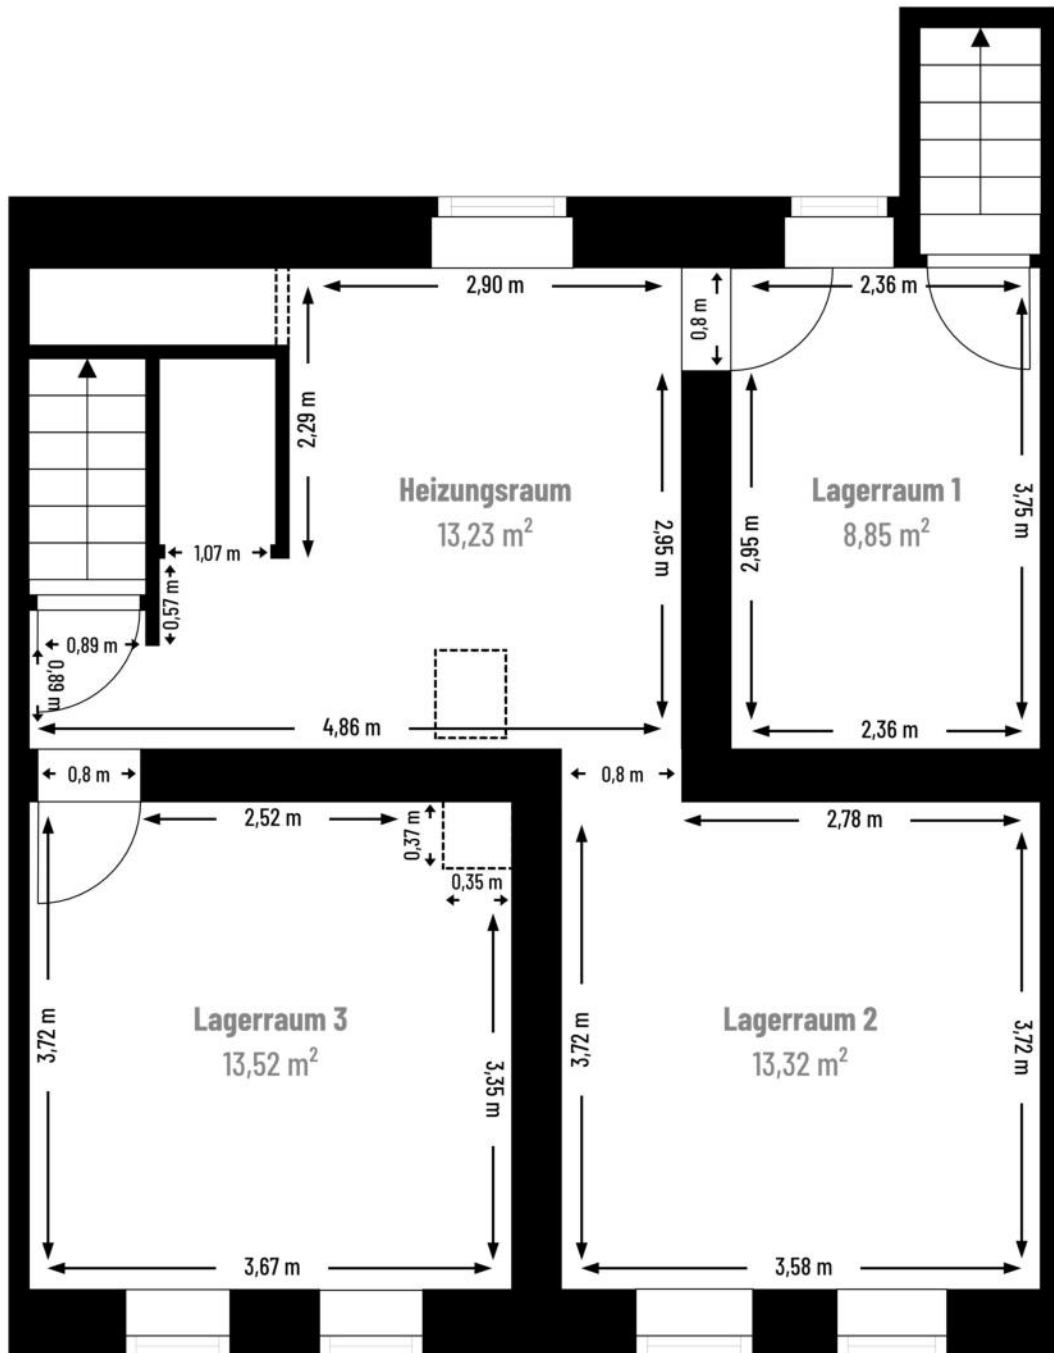 2,90 m
2,36 m
0,8 m
2,29 m
Heizungsraum
13,23 m²
Lagerraum 1
8,85 m²
3,75 m
2,95 m
2,95 m
1,07 m
0,57 m
0,89 m
0,89 m
4,86 m
2,36 m
0,8 m
0,8 m
2,52 m
0,37 m
2,78 m
0,35 m
Lagerraum 3
13,52 m²
Lagerraum 2
13,32 m²
3,72 m
3,35 m
3,72 m
3,72 m
3,67 m
3,58 m